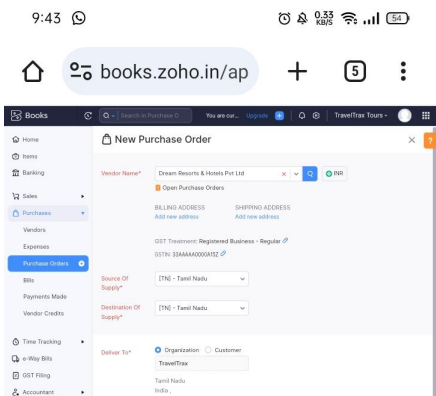 9:43
0.33
KB/S
54
books.zoho.in/ap
5
Books
Search in Purchase O
You are cur... Upgrade
TravelTrax Tours
Home
New Purchase Order
?
Items
Banking
Vendor Name*
Dream Resorts & Hotels Pvt Ltd
INR
Open Purchase Orders
Sales
BILLING ADDRESS
SHIPPING ADDRESS
Purchases
Add new address
Add new address
Vendors
Expenses
GST Treatment: Registered Business - Regular
GSTIN: 33AAAAA0000A15Z
Purchase Orders
Bills
Source Of
Supply*
[TN] - Tamil Nadu
Payments Made
Vendor Credits
Destination Of
Supply*
[TN] - Tamil Nadu
Time Tracking
e-Way Bills
Deliver To*
Organization
Customer
TravelTrax
GST Filing
Tamil Nadu
Accountant
India ,